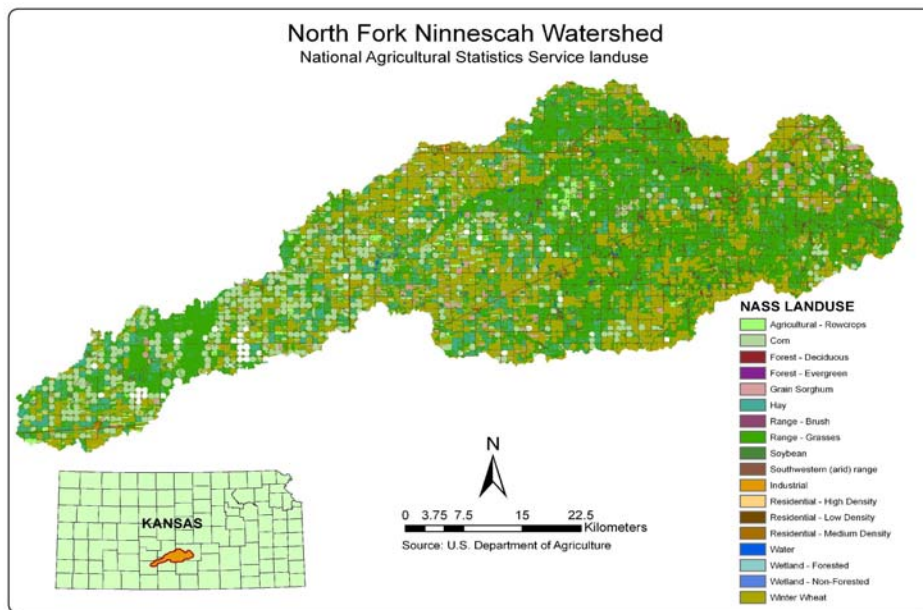 North Fork Ninnescah Watershed
National Agricultural Statistics Service landuse
NASS LANDUSE
Agricultural - Rowcrops
Corn
Forest - Deciduous
Forest - Evergreen
Grain Sorghum
Hay
Range - Brush
Range - Grasses
Soybean
Southwestern (arid) range
Industrial
Residential - High Density
Residential - Low Density
Residential - Medium Density
Water
Wetland - Forested
Wetland - Non-Forested
Winter Wheat
N
0 3.75 7.5 15 22.5
Kilometers
Source: U.S. Department of Agriculture
KANSAS